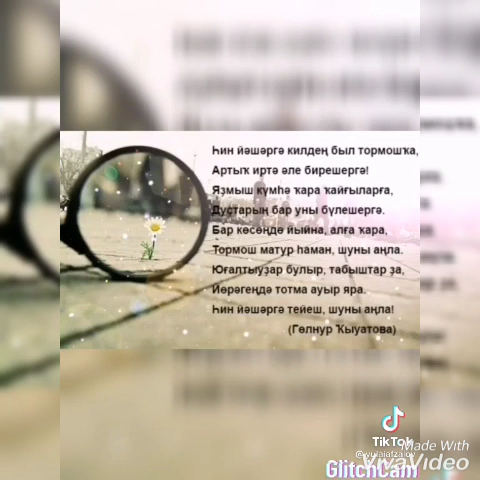 Һин йәшәргә килдең был тормошҡа,
Артыҡ иртә әле бирешергә!
Яҙмыш күмһә ҡара ҡайғыларға,
Дустарың бар уны бүлешергә.
Бар көсөңдө йыйна, алға ҡара,
Тормош матур һаман, шуны аңла.
Юғалтыуҙар булыр, табыштар ҙа,
Йөрәгеңдә тотма ауыр яра.
Һин йәшәргә тейеш, шуны аңла!
(Гөлнур Ҡыуатова)
TikTok
Made With
VivaVideo
GlitchCam